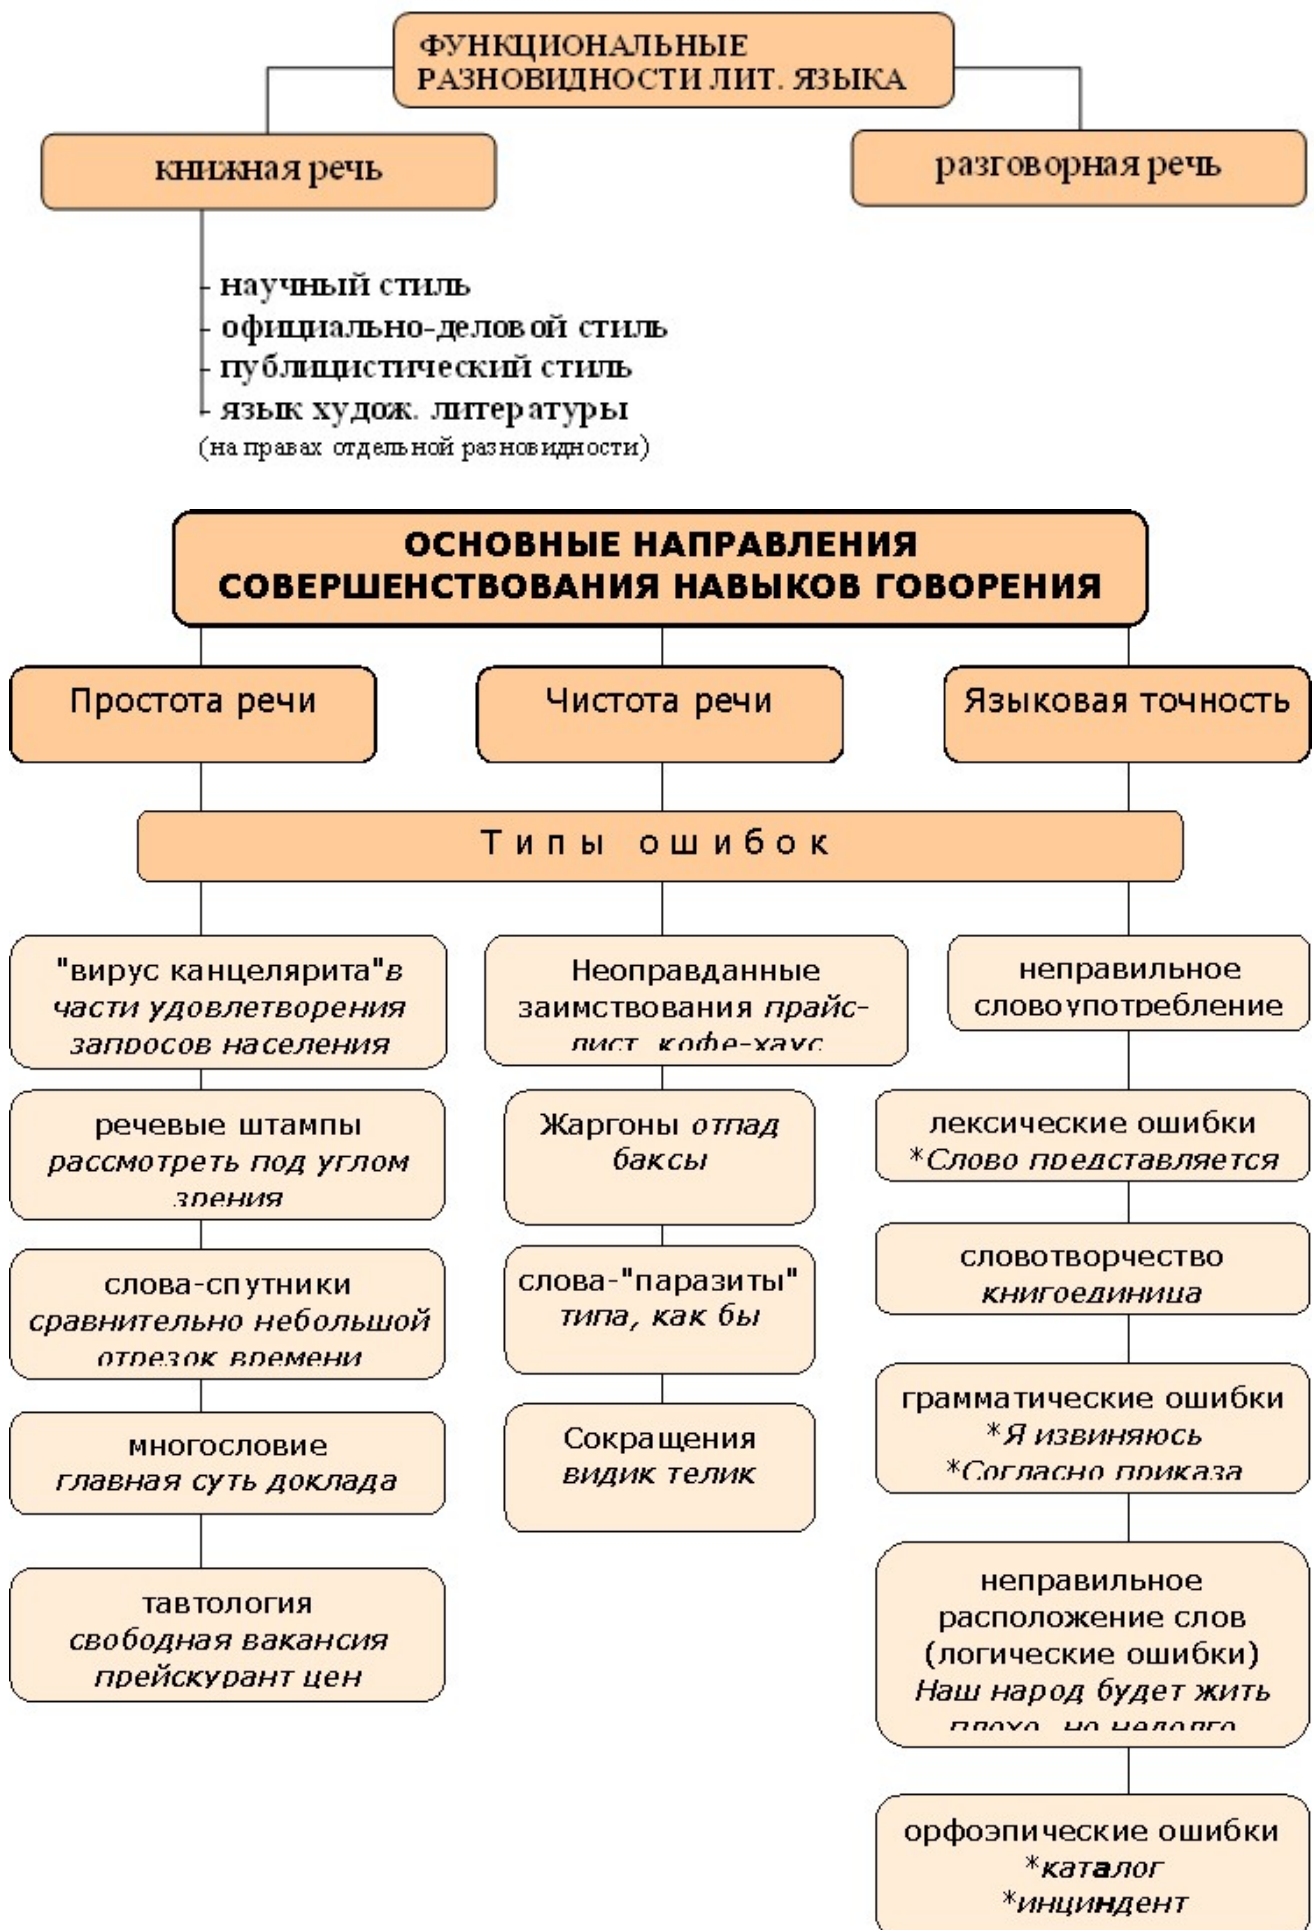 ФУНКЦИОНАЛЬНЫЕ
РАЗНОВИДНОСТИ ЛИТ. ЯЗЫКА
книжная речь
разговорная речь
- научный стиль
- официально-деловой стиль
- публицистический стиль
- язык худож. литературы
(на правах отдельной разновидности)
ОСНОВНЫЕ НАПРАВЛЕНИЯ
СОВЕРШЕНСТВОВАНИЯ НАВЫКОВ ГОВОРЕНИЯ
Простота речи
Чистота речи
Языковая точность
Типы ошибок
"вирус канцелярита"в
части удовлетворения
запросов населения
речевые штампы
рассмотреть под углом
зрения
слова-спутники
сравнительно небольшой
отрезок времени
многословие
главная суть доклада
тавтология
свободная вакансия
прейскурант цен
Неоправданные
заимствования прайс-
лист, кофе-хаус
Жаргоны отпад
баксы
слова-"паразиты"
типа, как бы
Сокращения
видик телик
неправильное
словоупотребление
лексические ошибки
*Слово представляется
словотворчество
книгоединица
грамматические ошибки
*Я извиняюсь
*Согласно приказа
неправильное
расположение слов
(логические ошибки)
Наш народ будет жить
плохо, но недолго
орфоэпические ошибки
*каталог
*инциндент